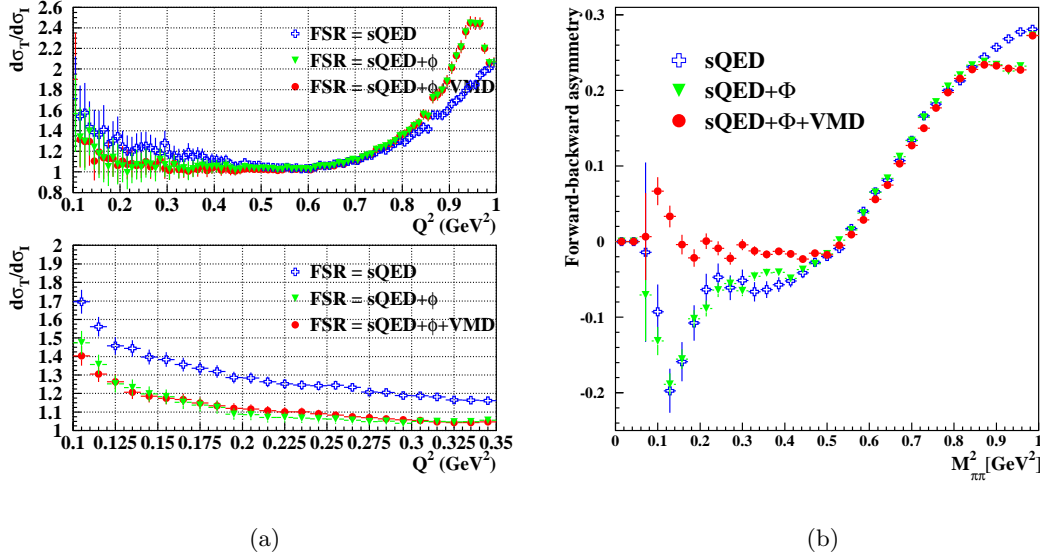 dσ_T/dσ_I
2.6
2.4
2.2
2
1.8
1.6
1.4
1.2
1
FSR = sQED
FSR = sQED+ϕ
FSR = sQED+ϕ+VMD
0.1 0.2 0.3 0.4 0.5 0.6 0.7 0.8 0.9 1
Q² (GeV²)
dσ_T/dσ_I
2
1.9
1.8
1.7
1.6
1.5
1.4
1.3
1.2
1.1
1
FSR = sQED
FSR = sQED+ϕ
FSR = sQED+ϕ+VMD
0.1 0.125 0.15 0.175 0.2 0.225 0.25 0.275 0.3 0.325 0.35
Q² (GeV²)
(a)
Forward-backward asymmetry
0.3
0.2
0.1
0
-0.1
-0.2
sQED
sQED+Φ
sQED+Φ+VMD
0 0.1 0.2 0.3 0.4 0.5 0.6 0.7 0.8 0.9 1
M²_ππ[GeV²]
(b)